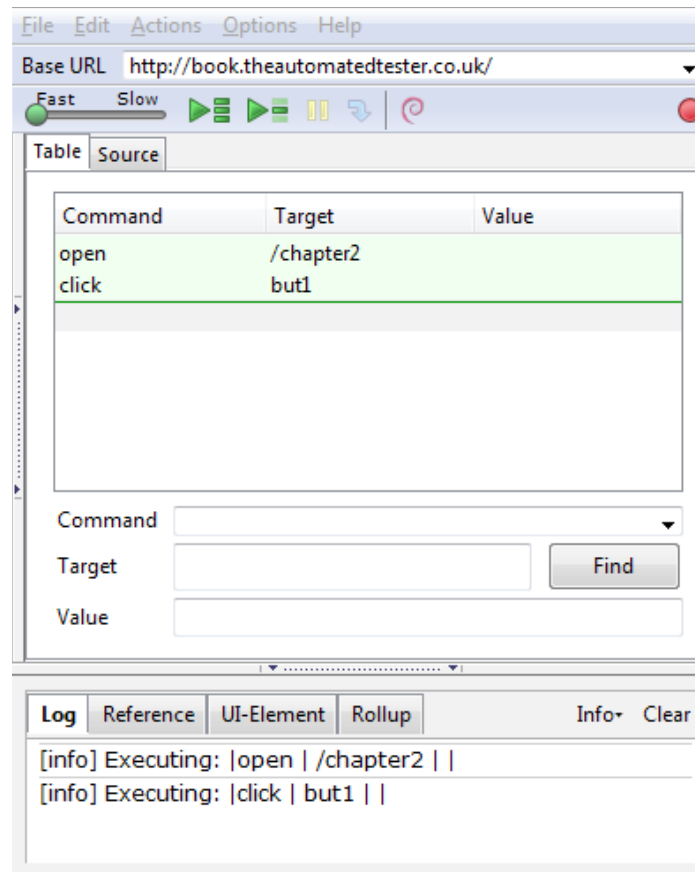 File Edit Actions Options Help
Base URL http://book.theautomatedtester.co.uk/
Fast Slow
Table Source
Command Target Value
open /chapter2
click but1
Command
Target Find
Value
Log Reference UI-Element Rollup Info Clear
[info] Executing: |open | /chapter2 | |
[info] Executing: |click | but1 | |